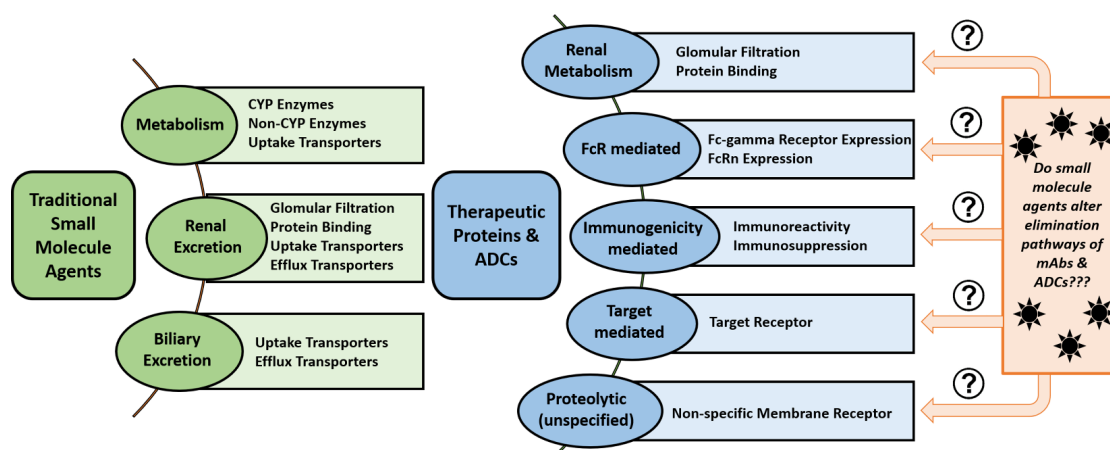 Traditional
Small
Molecule
Agents
Metabolism
CYP Enzymes
Non-CYP Enzymes
Uptake Transporters
Renal
Excretion
Glomular Filtration
Protein Binding
Uptake Transporters
Efflux Transporters
Biliary
Excretion
Uptake Transporters
Efflux Transporters
Therapeutic
Proteins &
ADCs
Renal
Metabolism
Glomular Filtration
Protein Binding
FcR mediated
Fc-gamma Receptor Expression
FcRn Expression
Immunogenicity
mediated
Immunoreactivity
Immunosuppression
Target
mediated
Target Receptor
Proteolytic
(unspecified)
Non-specific Membrane Receptor
?
?
?
?
?
Do small
molecule
agents alter
elimination
pathways of
mAbs &
ADCs???